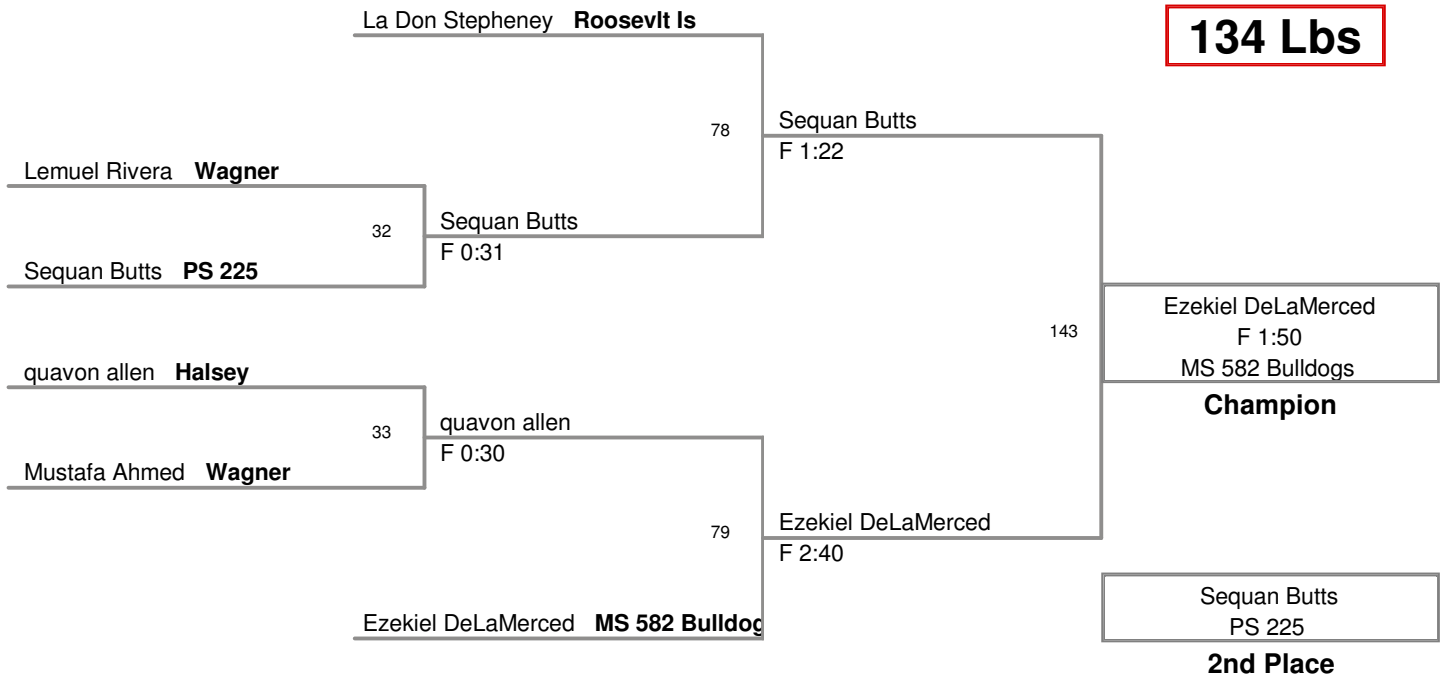 La Don Stepheney Roosevlt Is
134 Lbs
78
Sequan Butts
F 1:22
Lemuel Rivera Wagner
32
Sequan Butts
F 0:31
Sequan Butts PS 225
143
Ezekiel DeLaMerced
F 1:50
MS 582 Bulldogs
Champion
quavon allen Halsey
33
quavon allen
F 0:30
Mustafa Ahmed Wagner
79
Ezekiel DeLaMerced
F 2:40
Ezekiel DeLaMerced MS 582 Bulldog
Sequan Butts
PS 225
2nd Place